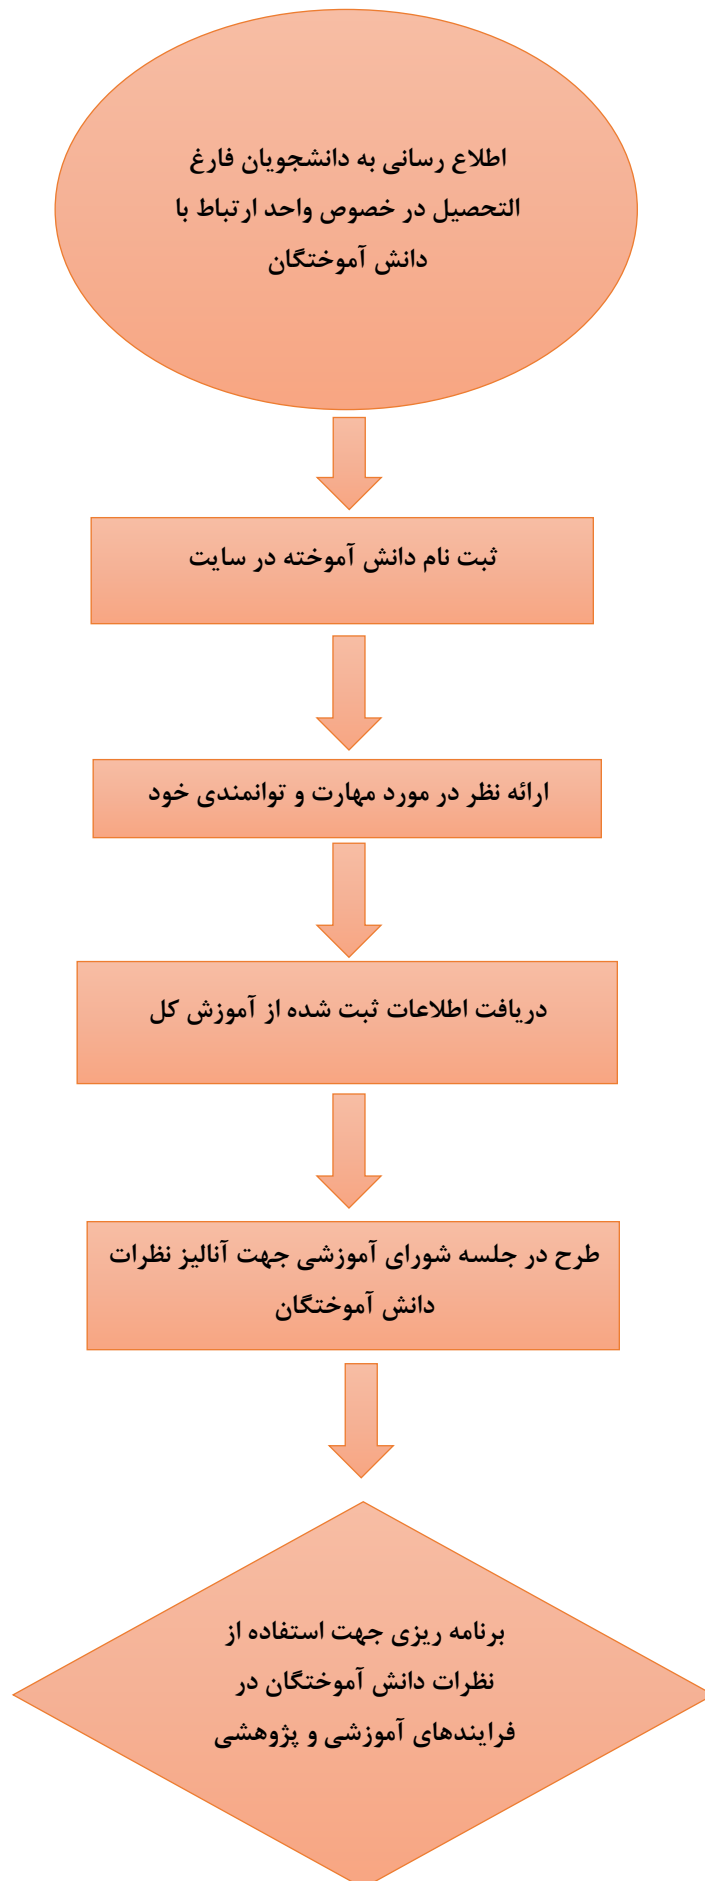 اطلاع رسانی به دانشجویان فارغ
التحصیل در خصوص واحد ارتباط با
دانش آموختگان
ثبت نام دانش آموخته در سایت
ارائه نظر در مورد مهارت و توانمندی خود
دریافت اطلاعات ثبت شده از آموزش کل
طرح در جلسه شورای آموزشی جهت آنالیز نظرات
دانش آموختگان
برنامه ریزی جهت استفاده از
نظرات دانش آموختگان در
فرایندهای آموزشی و پژوهشی